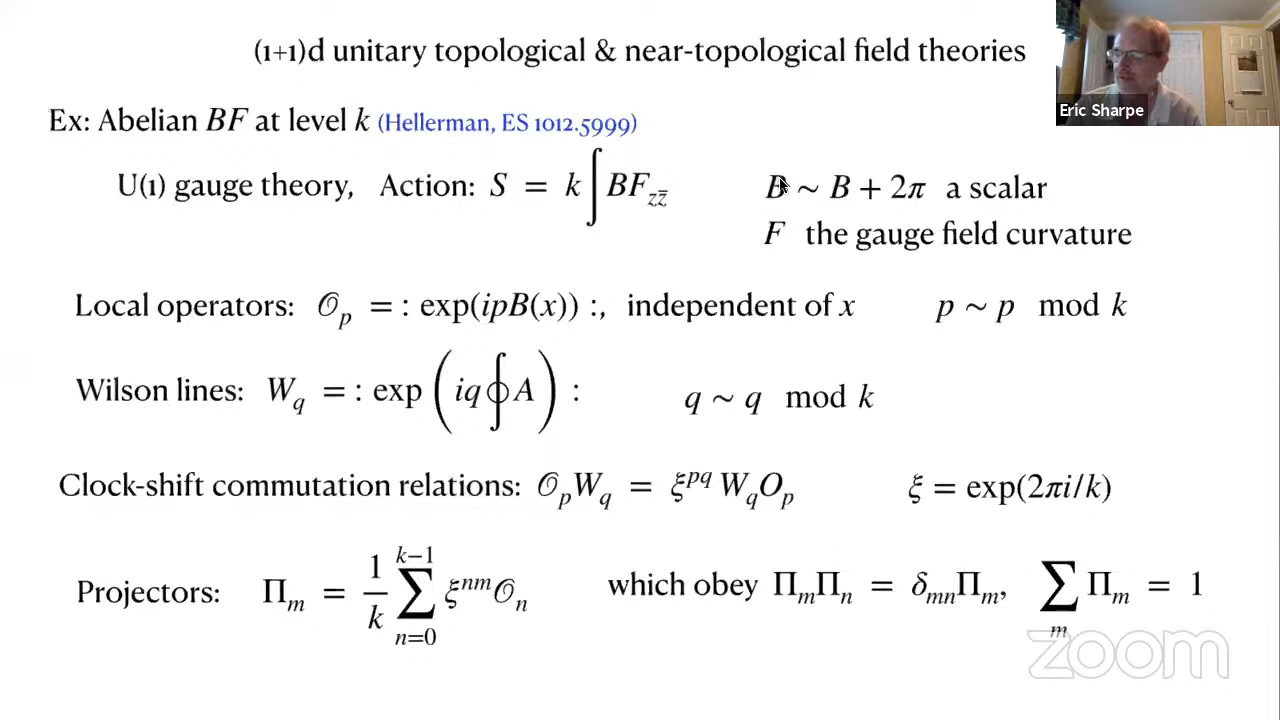 (1+1)d unitary topological & near-topological field theories
Eric Sharpe
Ex: Abelian BF at level k (Hellerman, ES 1012.5999)
U(1) gauge theory, Action: S = k ∫ BF_{z\bar{z}} B ~ B + 2π a scalar
F the gauge field curvature
Local operators: 𝒪_p = : exp(ipB(x)) :, independent of x p ~ p mod k
Wilson lines: W_q = : exp ( iq ∮ A ) : q ~ q mod k
Clock-shift commutation relations: 𝒪_p W_q = ξ^{pq} W_q O_p ξ = exp(2πi/k)
Projectors: Π_m = \frac{1}{k} ∑_{n=0}^{k−1} ξ^{nm} 𝒪_n which obey Π_m Π_n = δ_{mn} Π_m, ∑_m Π_m = 1
zoom